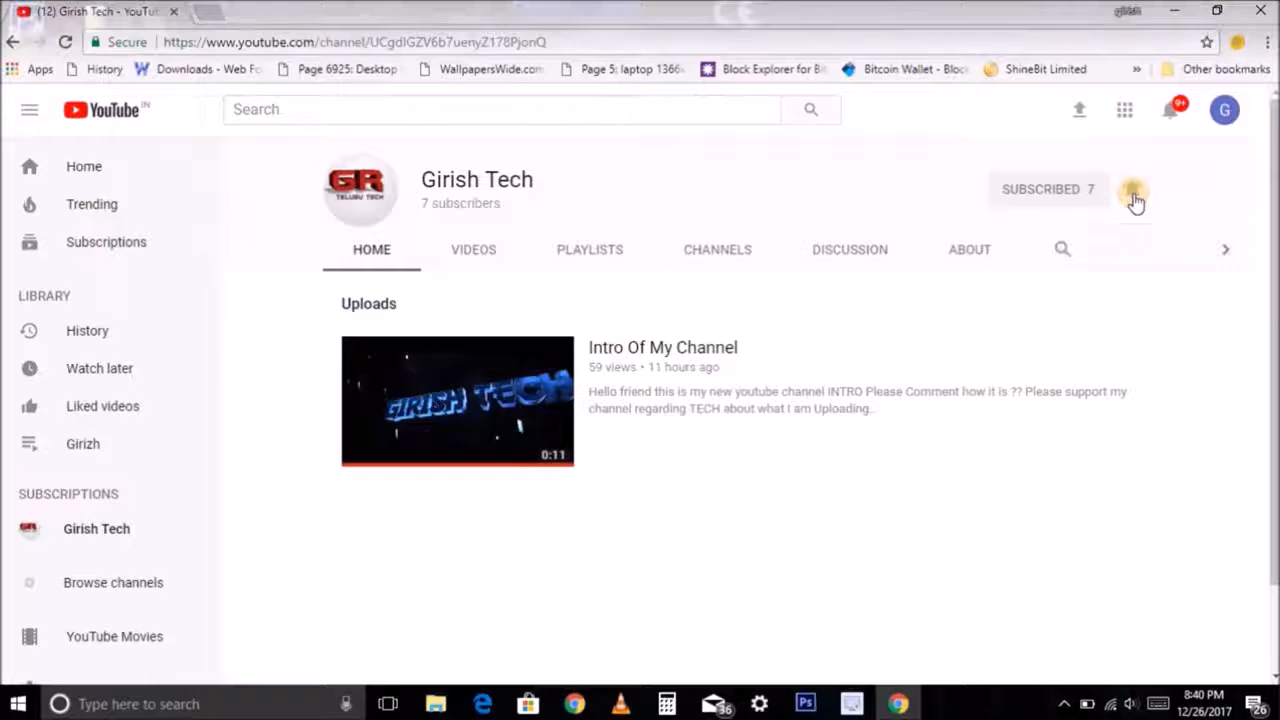 (12) Girish Tech - YouTu
Secure
https://www.youtube.com/channel/UCgdIGZV6b7uenyZ178PjonQ
Apps
History
Downloads - Web Fo
Page 6925: Desktop
WallpapersWide.com
Page 5: laptop 1366
Block Explorer for Bi
Bitcoin Wallet - Block
ShineBit Limited
»
Other bookmarks
YouTube IN
Search
9+
G
Home
Trending
Subscriptions
LIBRARY
History
Watch later
Liked videos
Girizh
SUBSCRIPTIONS
Girish Tech
Browse channels
YouTube Movies
GR
TELUGU TECH
Girish Tech
7 subscribers
SUBSCRIBED 7
HOME
VIDEOS
PLAYLISTS
CHANNELS
DISCUSSION
ABOUT
Uploads
GIRISH TECH
0:11
Intro Of My Channel
59 views • 11 hours ago
Hello friend this is my new youtube channel INTRO Please Comment how it is ?? Please support my
channel regarding TECH about what I am Uploading..
Type here to search
36
Ps
8:40 PM
12/26/2017
26